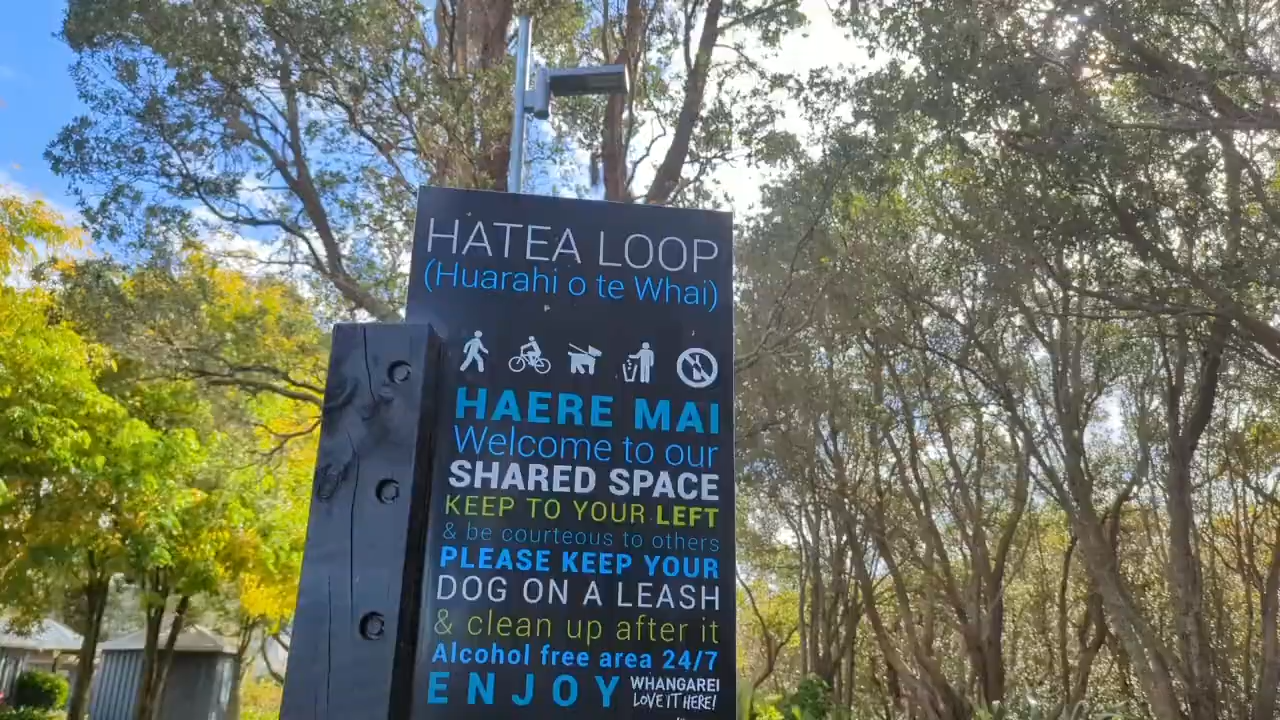 HATEA LOOP
(Huarahi o te Whai)
HAERE MAI
Welcome to our
SHARED SPACE
KEEP TO YOUR LEFT
& be courteous to others
PLEASE KEEP YOUR
DOG ON A LEASH
& clean up after it
Alcohol free area 24/7
ENJOY
WHANGAREI
LOVE IT HERE!